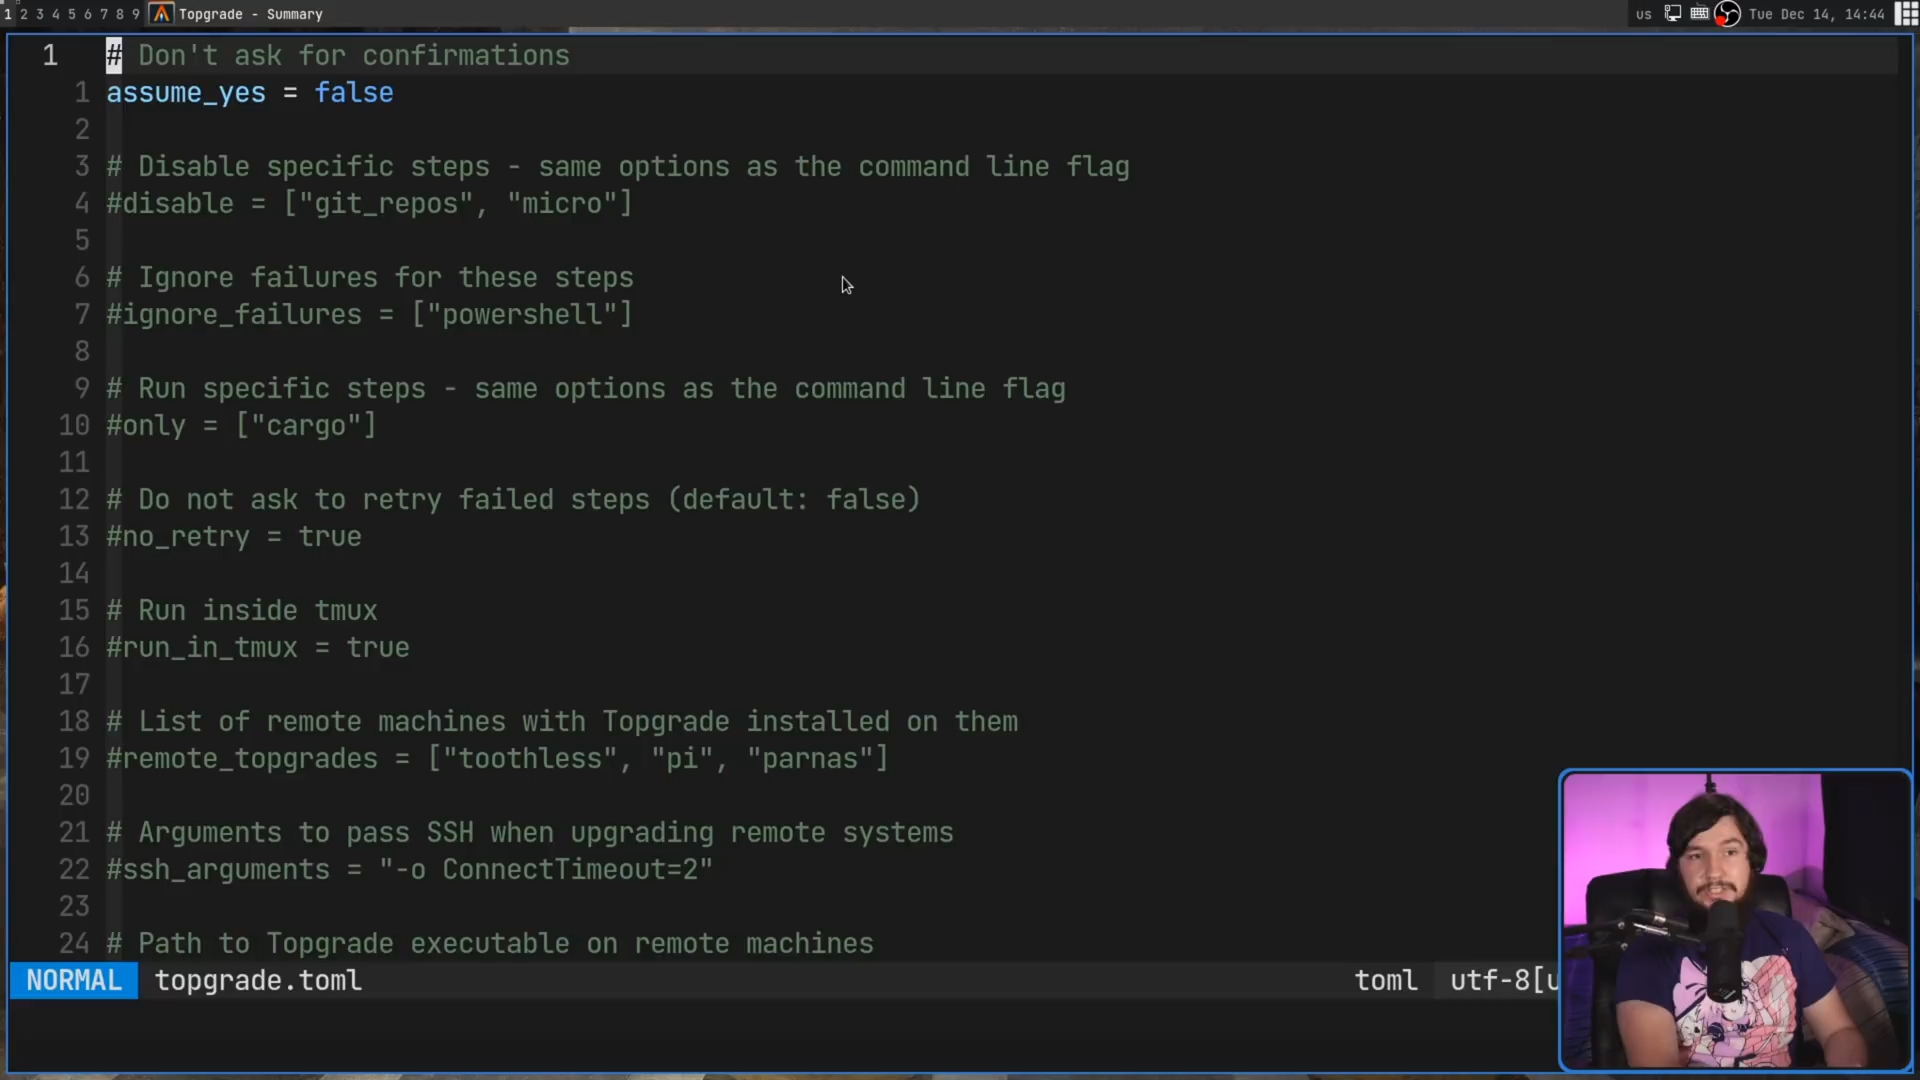 1 2 3 4 5 6 7 8 9 Topgrade - Summary us Tue Dec 14, 14:44
1 # Don't ask for confirmations
1 assume_yes = false
2
3 # Disable specific steps - same options as the command line flag
4 #disable = ["git_repos", "micro"]
5
6 # Ignore failures for these steps
7 #ignore_failures = ["powershell"]
8
9 # Run specific steps - same options as the command line flag
10 #only = ["cargo"]
11
12 # Do not ask to retry failed steps (default: false)
13 #no_retry = true
14
15 # Run inside tmux
16 #run_in_tmux = true
17
18 # List of remote machines with Topgrade installed on them
19 #remote_topgrades = ["toothless", "pi", "parnas"]
20
21 # Arguments to pass SSH when upgrading remote systems
22 #ssh_arguments = "-o ConnectTimeout=2"
23
24 # Path to Topgrade executable on remote machines
NORMAL topgrade.toml toml utf-8[u